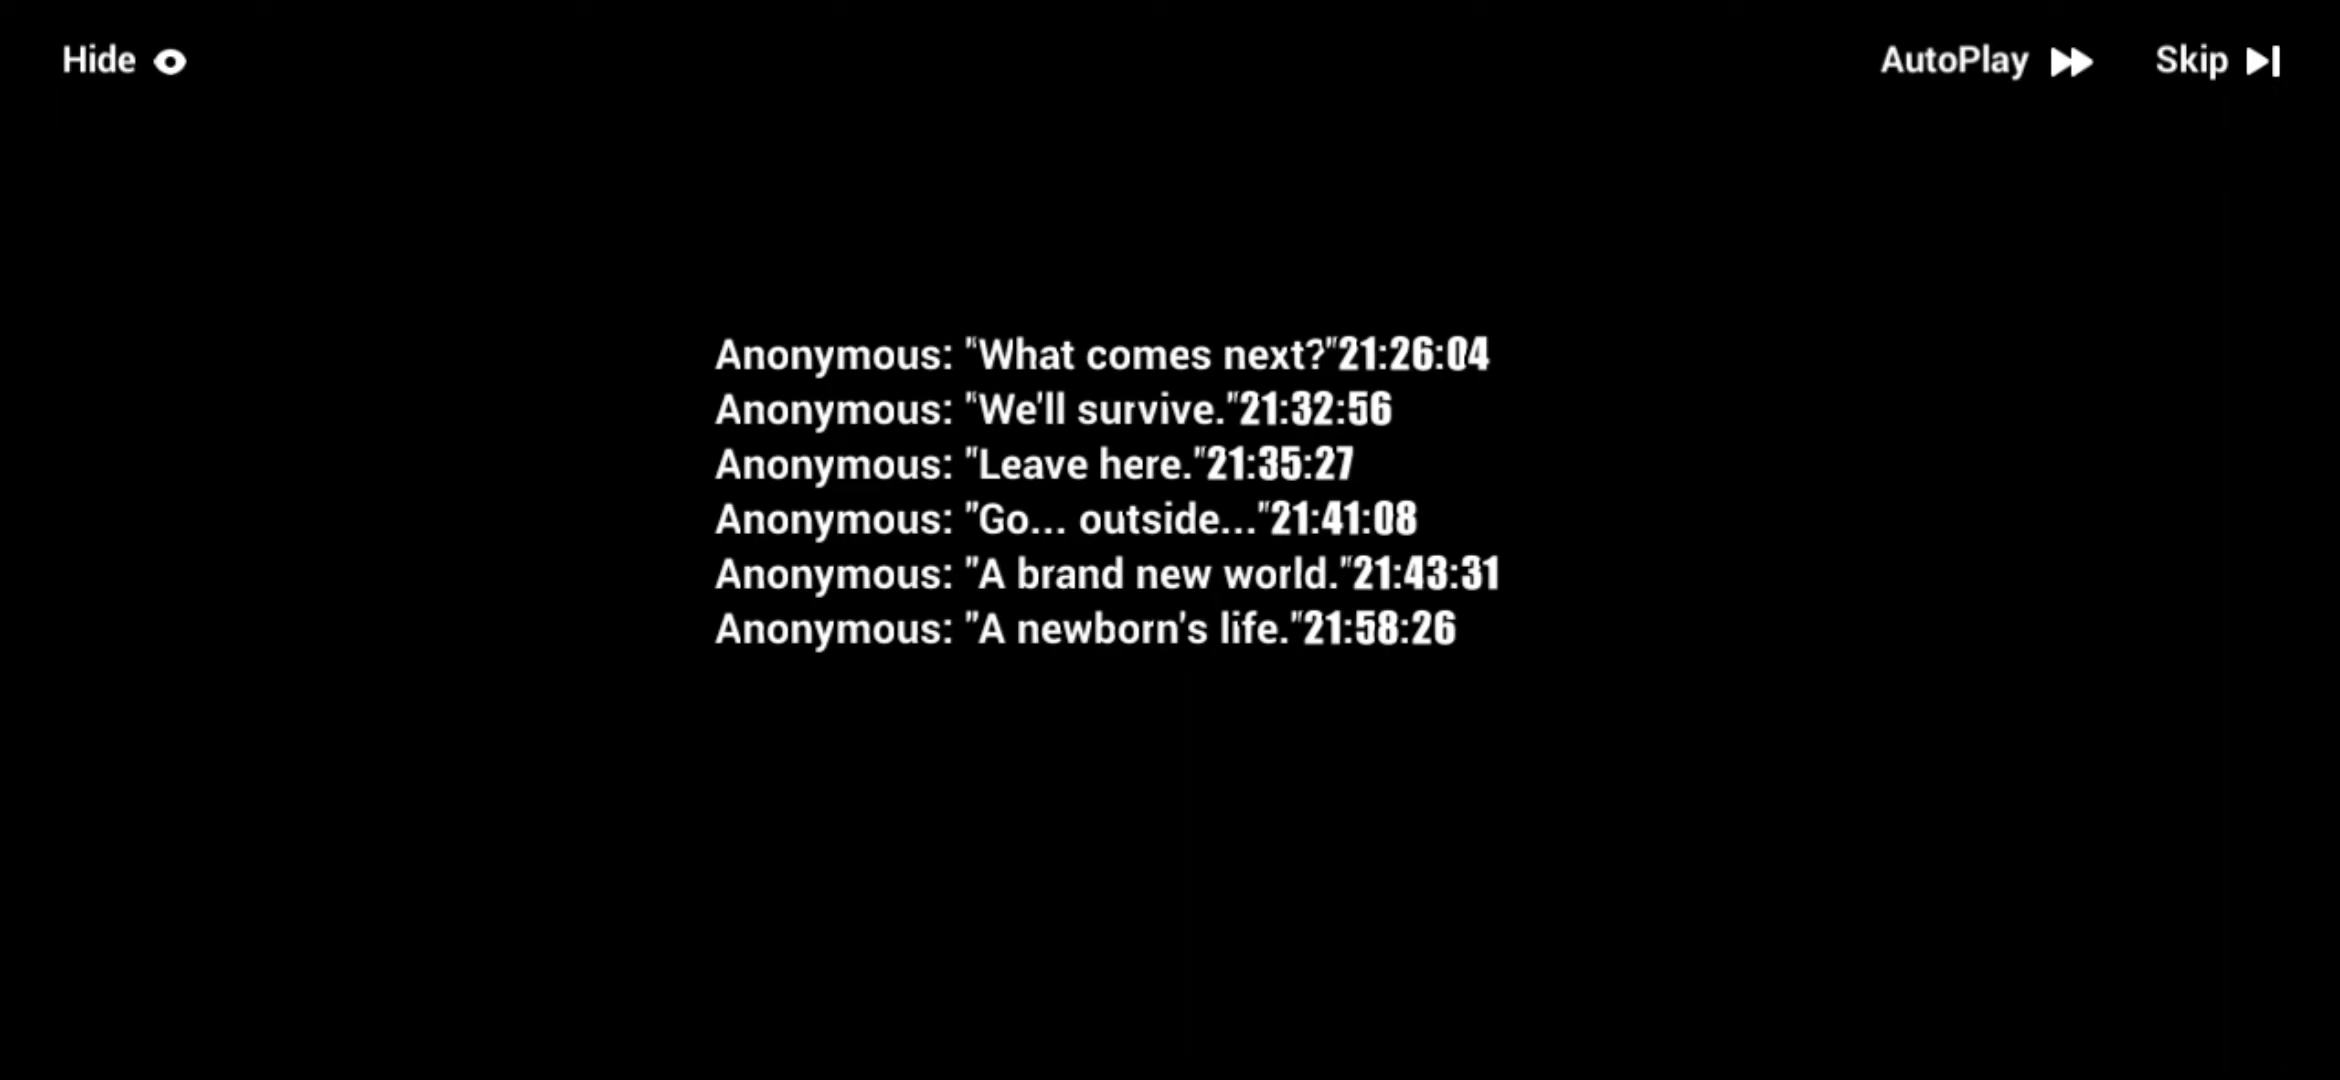 Hide
AutoPlay
Skip
Anonymous: "What comes next?"21:26:04
Anonymous: "We'll survive."21:32:56
Anonymous: "Leave here."21:35:27
Anonymous: "Go... outside..."21:41:08
Anonymous: "A brand new world."21:43:31
Anonymous: "A newborn's life."21:58:26